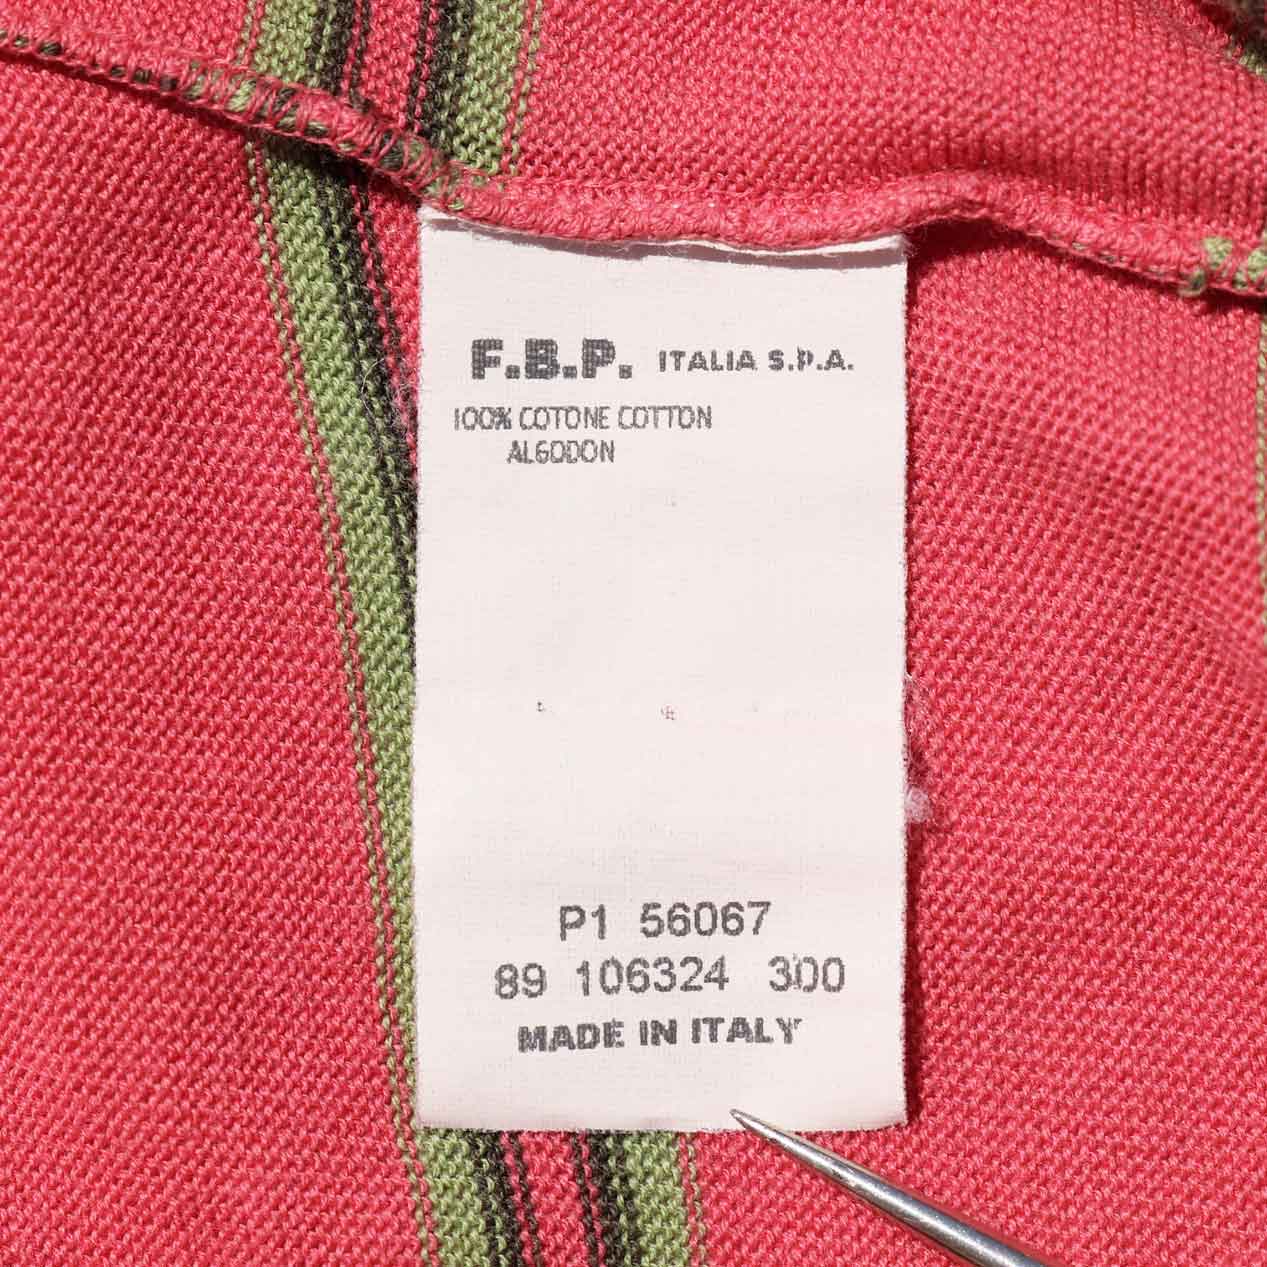 F.B.P. ITALIA S.P.A.
100% COTONE COTTON
ALGODON
P1 56067
89 106324 300
MADE IN ITALY